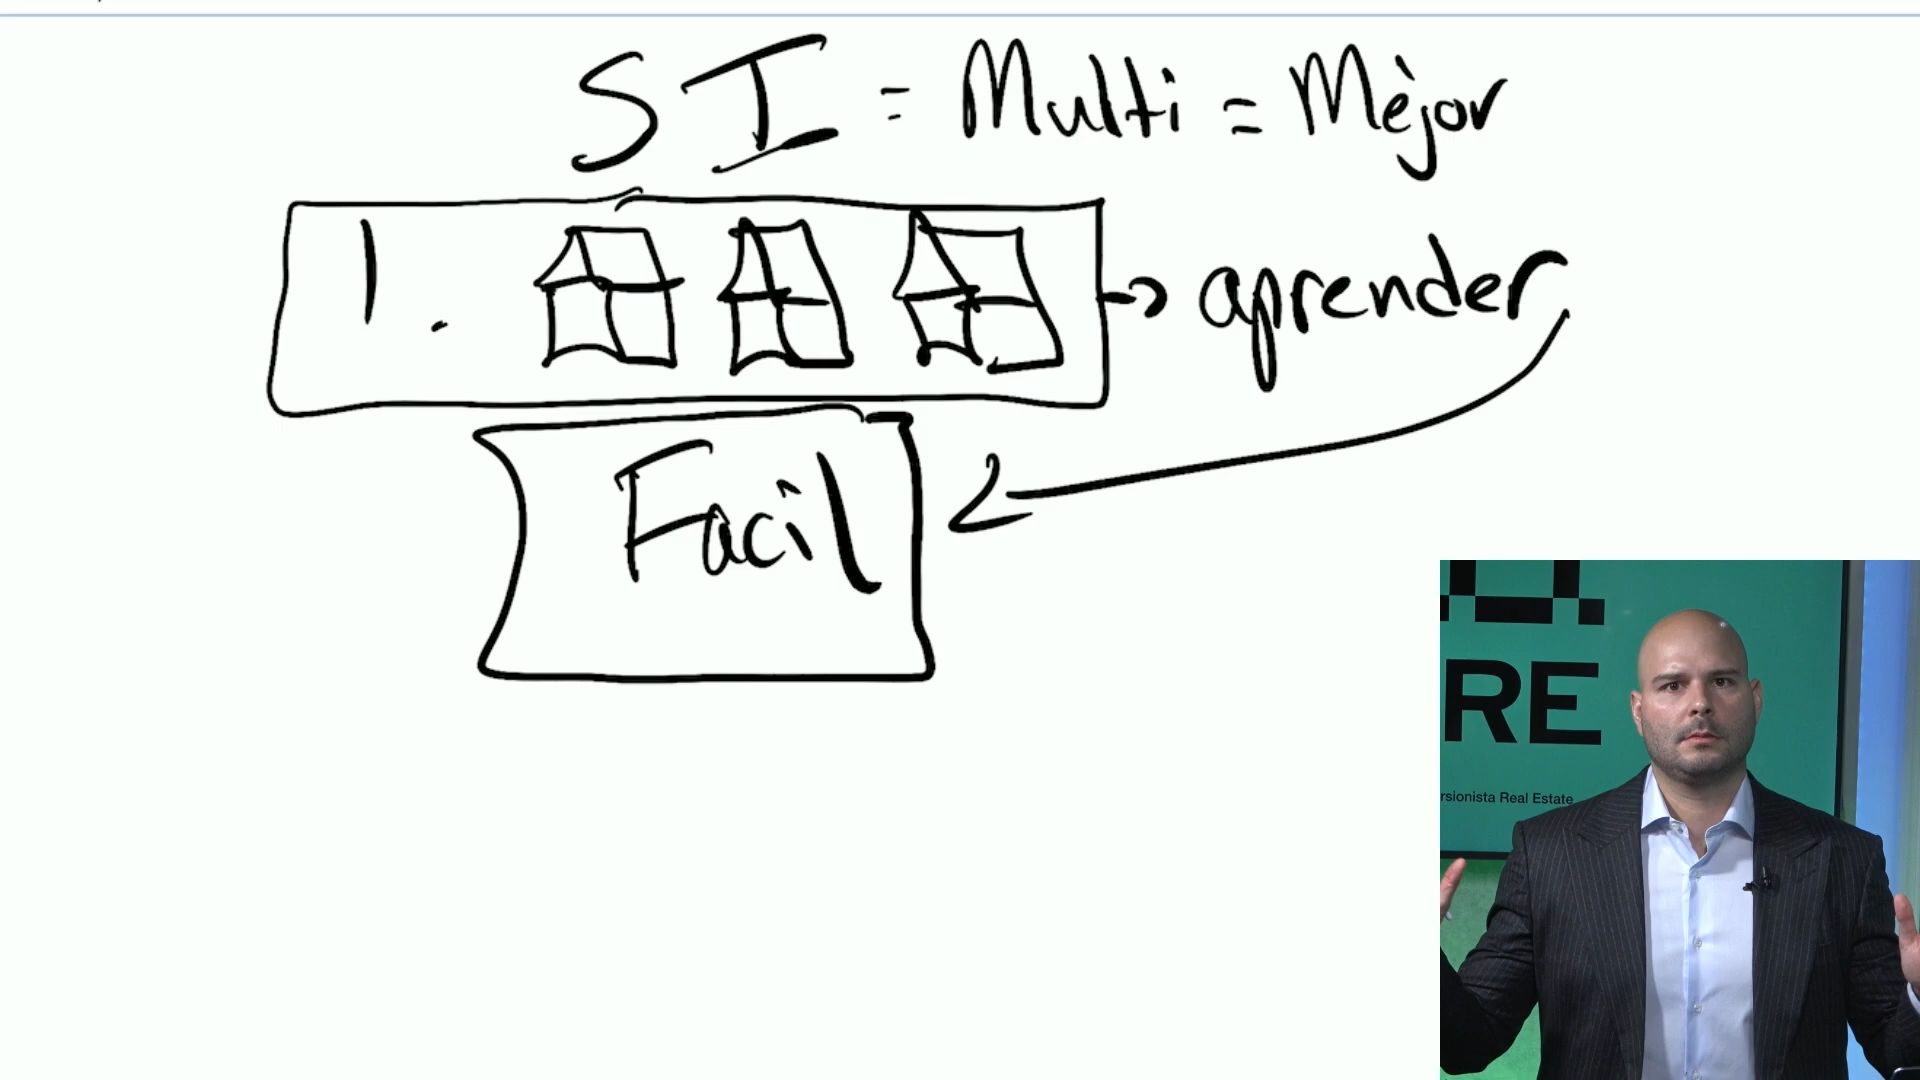 SI = Multi = Mèjor
1. → aprender
Facil
RE
rsionista Real Estate